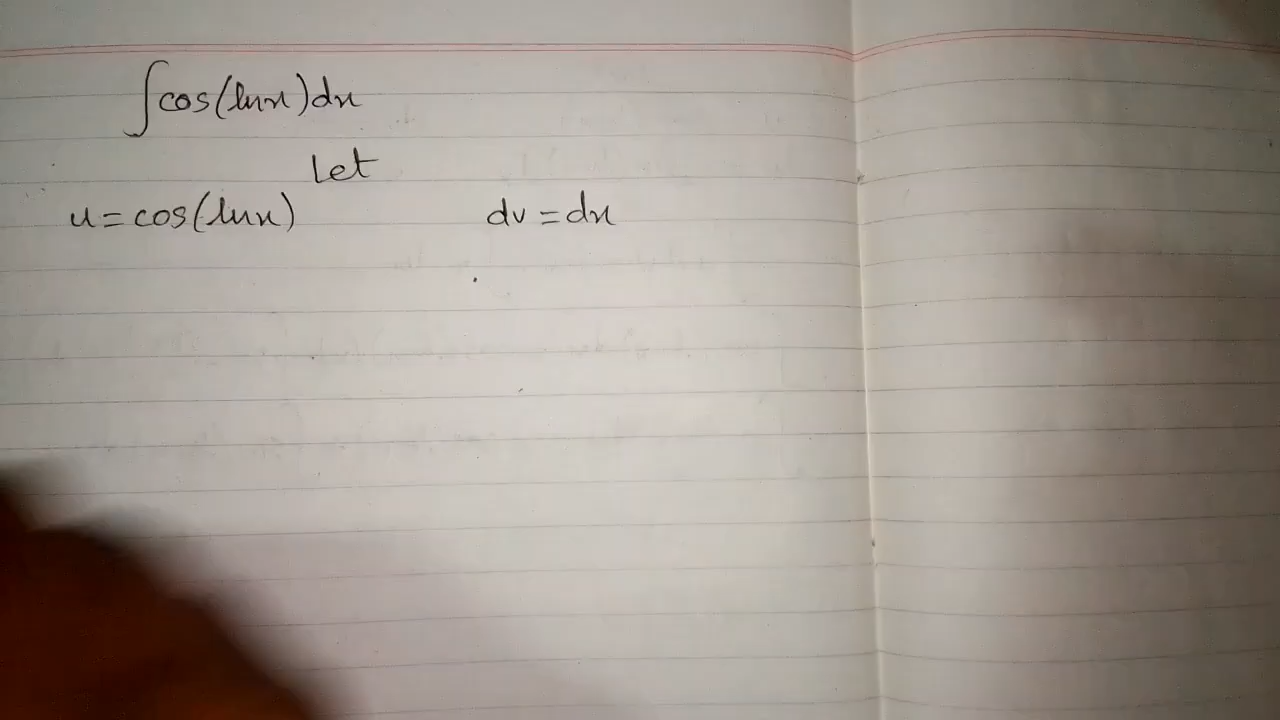 ∫cos(lnx)dx
Let
u=cos(lnx) dv=dx